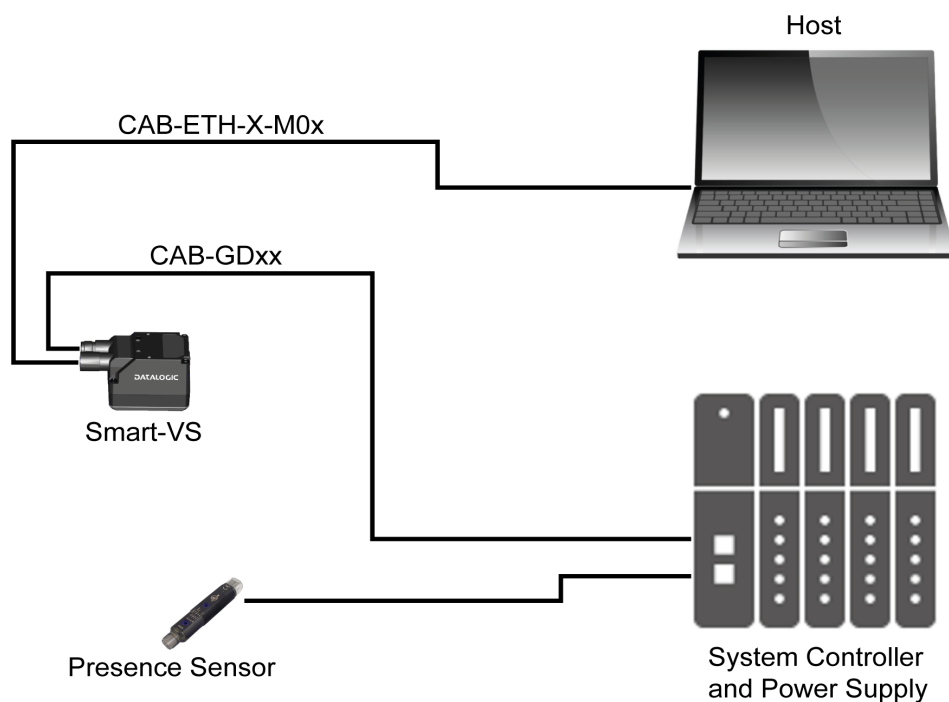 Host
CAB-ETH-X-M0x
CAB-GDxx
DATALOGIC
Smart-VS
Presence Sensor
System Controller
and Power Supply